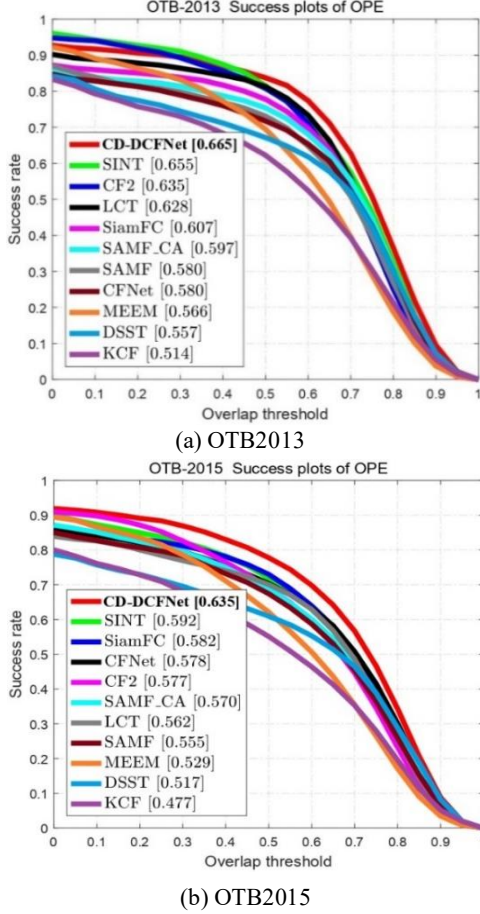 OTB-2013 Success plots of OPE
Success rate
1
0.9
0.8
0.7
0.6
0.5
0.4
0.3
0.2
0.1
0
CD-DCFNet [0.665]
SINT [0.655]
CF2 [0.635]
LCT [0.628]
SiamFC [0.607]
SAMF_CA [0.597]
SAMF [0.580]
CFNet [0.580]
MEEM [0.566]
DSST [0.557]
KCF [0.514]
0 0.1 0.2 0.3 0.4 0.5 0.6 0.7 0.8 0.9 1
Overlap threshold
(a) OTB2013
OTB-2015 Success plots of OPE
Success rate
1
0.9
0.8
0.7
0.6
0.5
0.4
0.3
0.2
0.1
0
CD-DCFNet [0.635]
SINT [0.592]
SiamFC [0.582]
CFNet [0.578]
CF2 [0.577]
SAMF_CA [0.570]
LCT [0.562]
SAMF [0.555]
MEEM [0.529]
DSST [0.517]
KCF [0.477]
0 0.1 0.2 0.3 0.4 0.5 0.6 0.7 0.8 0.9
Overlap threshold
(b) OTB2015